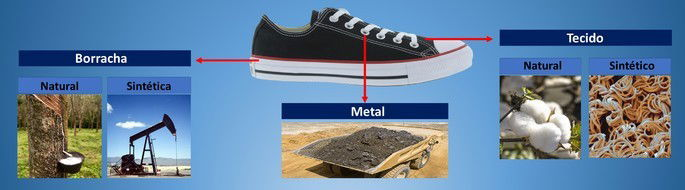 Borracha
Natural
Sintética
Metal
Tecido
Natural
Sintético